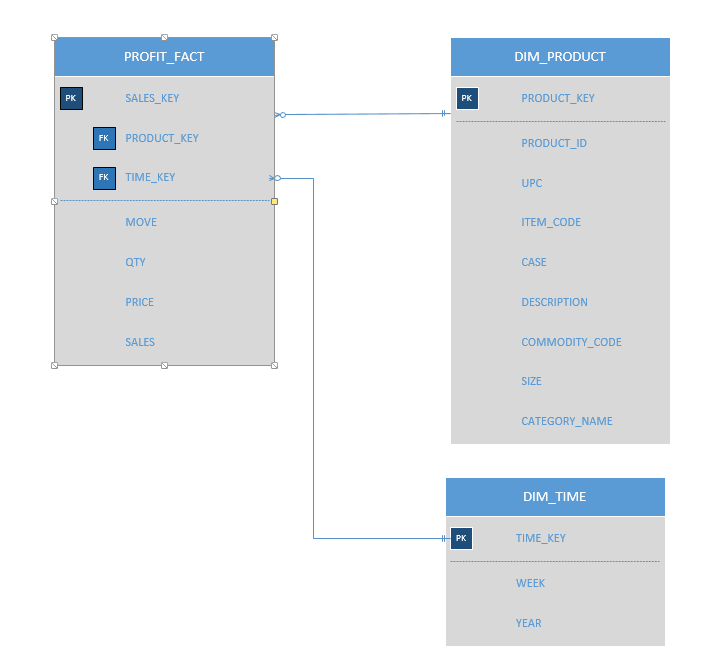 PROFIT_FACT
PK SALES_KEY
FK PRODUCT_KEY
FK TIME_KEY
MOVE
QTY
PRICE
SALES
DIM_PRODUCT
PK PRODUCT_KEY
PRODUCT_ID
UPC
ITEM_CODE
CASE
DESCRIPTION
COMMODITY_CODE
SIZE
CATEGORY_NAME
DIM_TIME
PK TIME_KEY
WEEK
YEAR